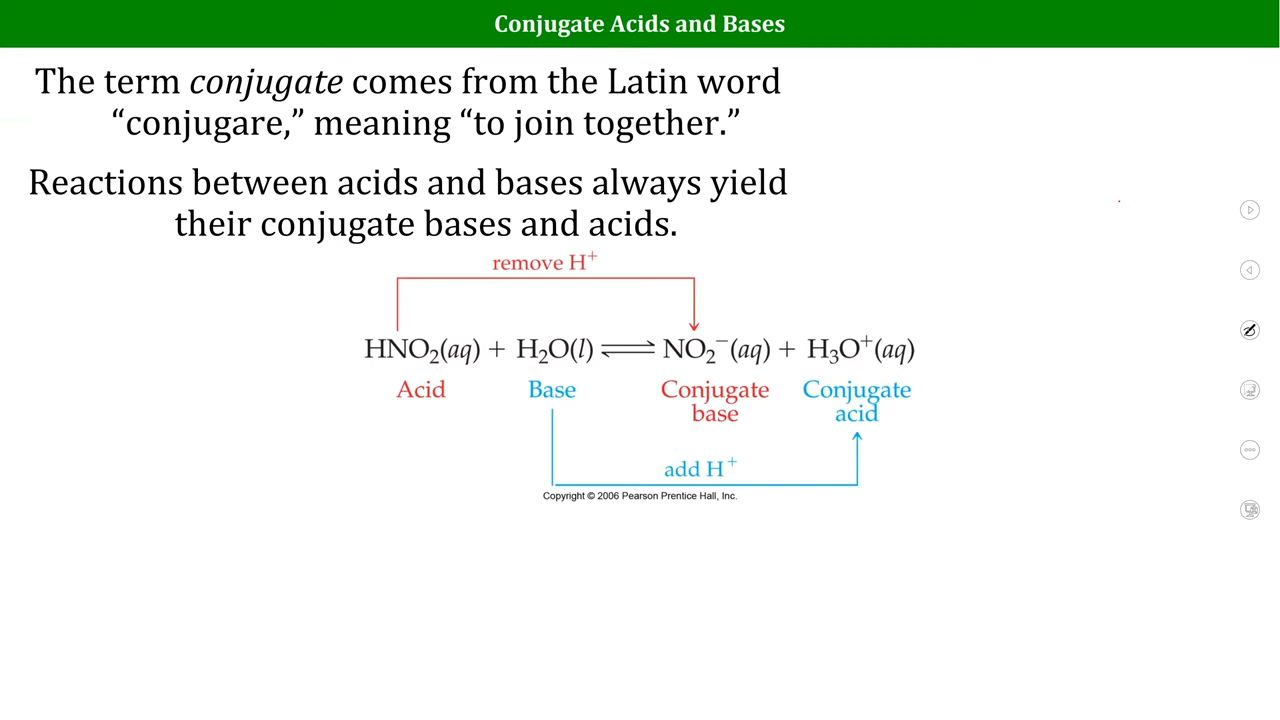 Conjugate Acids and Bases
The term conjugate comes from the Latin word
“conjugare,” meaning “to join together.”
Reactions between acids and bases always yield
their conjugate bases and acids.
remove H⁺
HNO₂(aq) + H₂O(l) ⇌ NO₂⁻(aq) + H₃O⁺(aq)
Acid Base Conjugate Conjugate
base acid
add H⁺
Copyright © 2006 Pearson Prentice Hall, Inc.